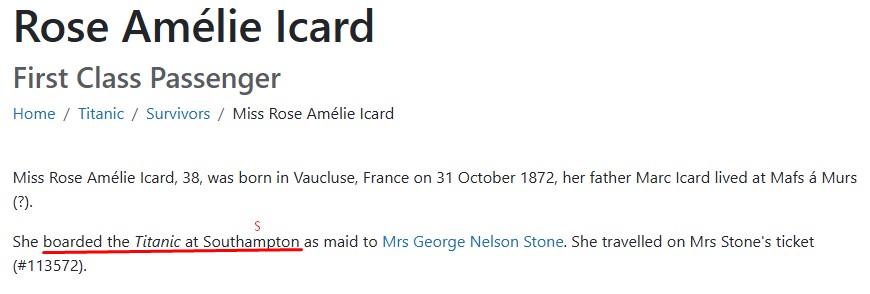 Rose Amélie Icard
First Class Passenger
Home / Titanic / Survivors / Miss Rose Amélie Icard
Miss Rose Amélie Icard, 38, was born in Vaucluse, France on 31 October 1872, her father Marc Icard lived at Mafs á Murs
(?).
S
She boarded the Titanic at Southampton as maid to Mrs George Nelson Stone. She travelled on Mrs Stone's ticket
(#113572).